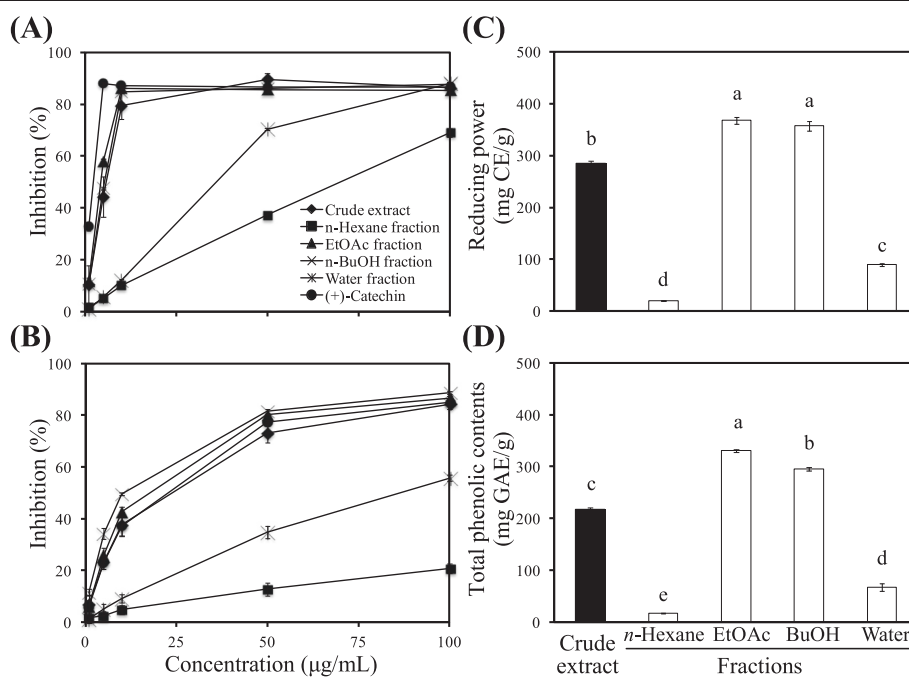 (A)
100
80
60
40
20
0
Inhibition (%)
Crude extract
n-Hexane fraction
EtOAc fraction
n-BuOH fraction
Water fraction
(+)-Catechin
(B)
100
80
60
40
20
0
Inhibition (%)
0
25
50
75
100
Concentration (μg/mL)
(C)
500
400
300
200
100
0
Reducing power
(mg CE/g)
b
d
a
a
c
(D)
500
400
300
200
100
0
Total phenolic contents
(mg GAE/g)
c
e
a
b
d
Crude
extract
n-Hexane EtOAc BuOH Water
Fractions